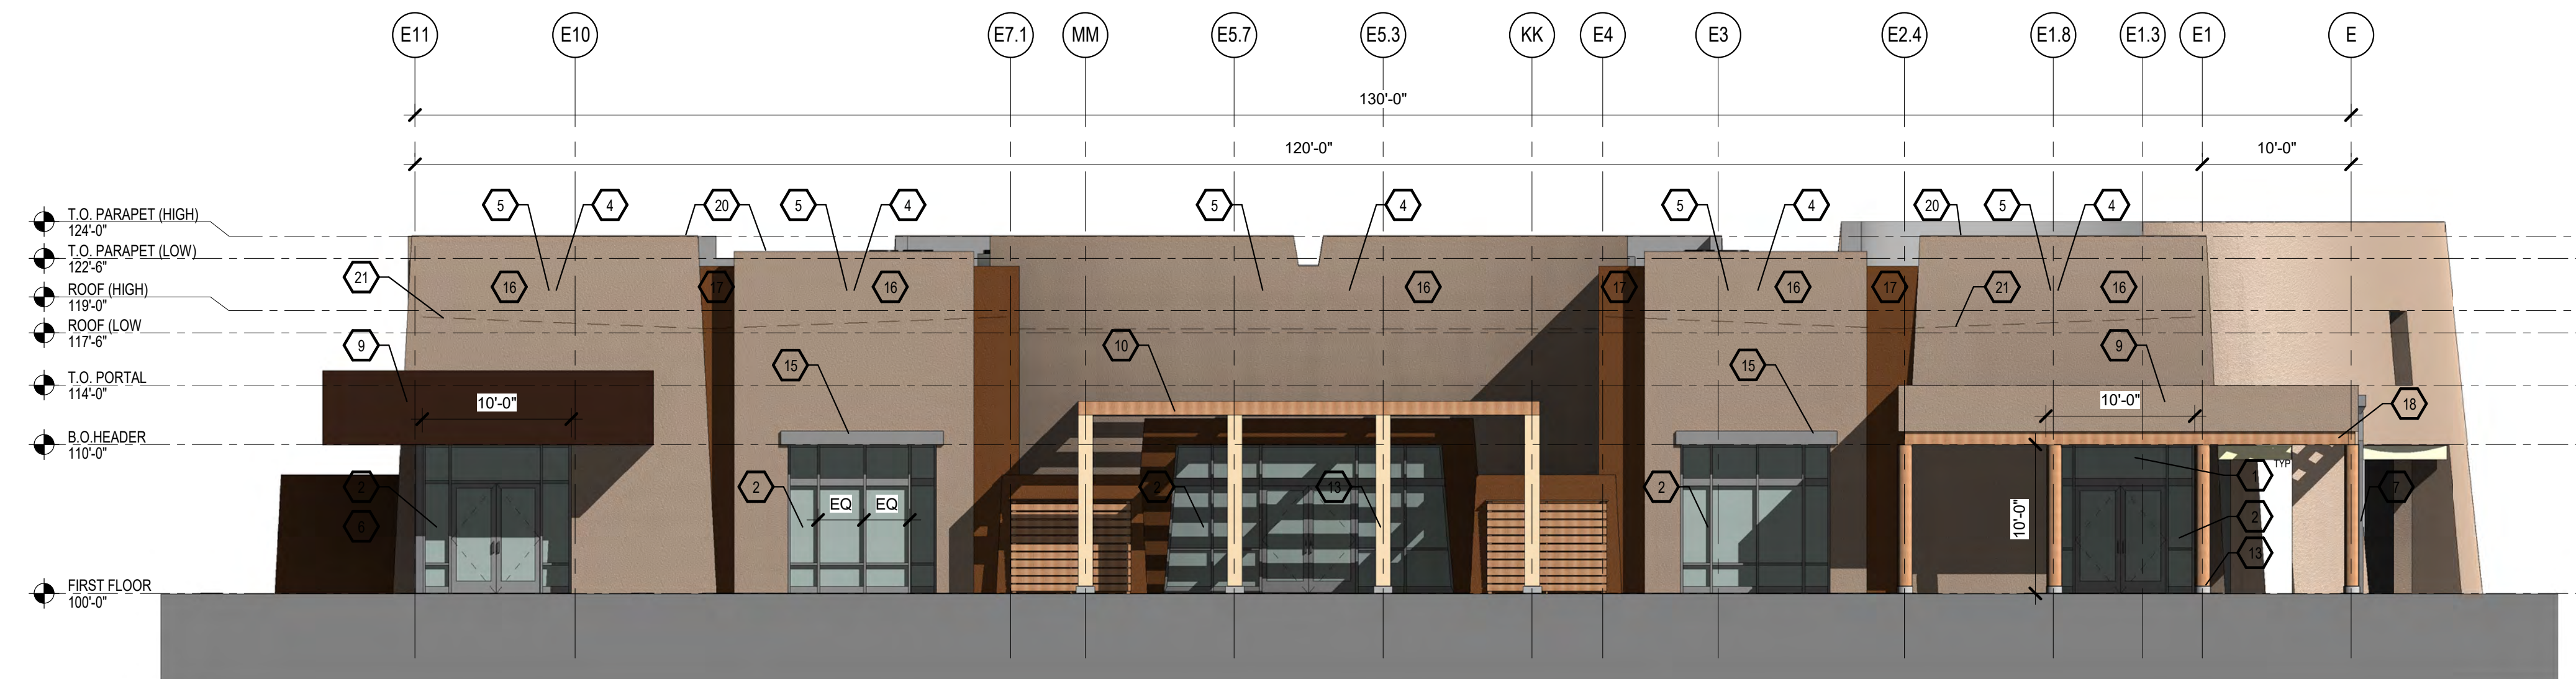 E11 E10 E7.1 MM E5.7 E5.3 KK E4 E3 E2.4 E1.8 E1.3 E1 E
130'-0"
120'-0" 10'-0"
5 4 20 5 4 5 4 5 4 20 5 4
T.O. PARAPET (HIGH)
124'-0"
T.O. PARAPET (LOW)
122'-6"
21 16 17 16 16 17 16 17 21 16
ROOF (HIGH)
119'-0"
ROOF (LOW
117'-6"
9 15 10 15 9
T.O. PORTAL
114'-0"
10'-0" 10'-0" 18
B.O.HEADER
110'-0"
TYP
1
2 2 EQ EQ 2 13 2 7
6 10'-0" 2
13
FIRST FLOOR
100'-0"